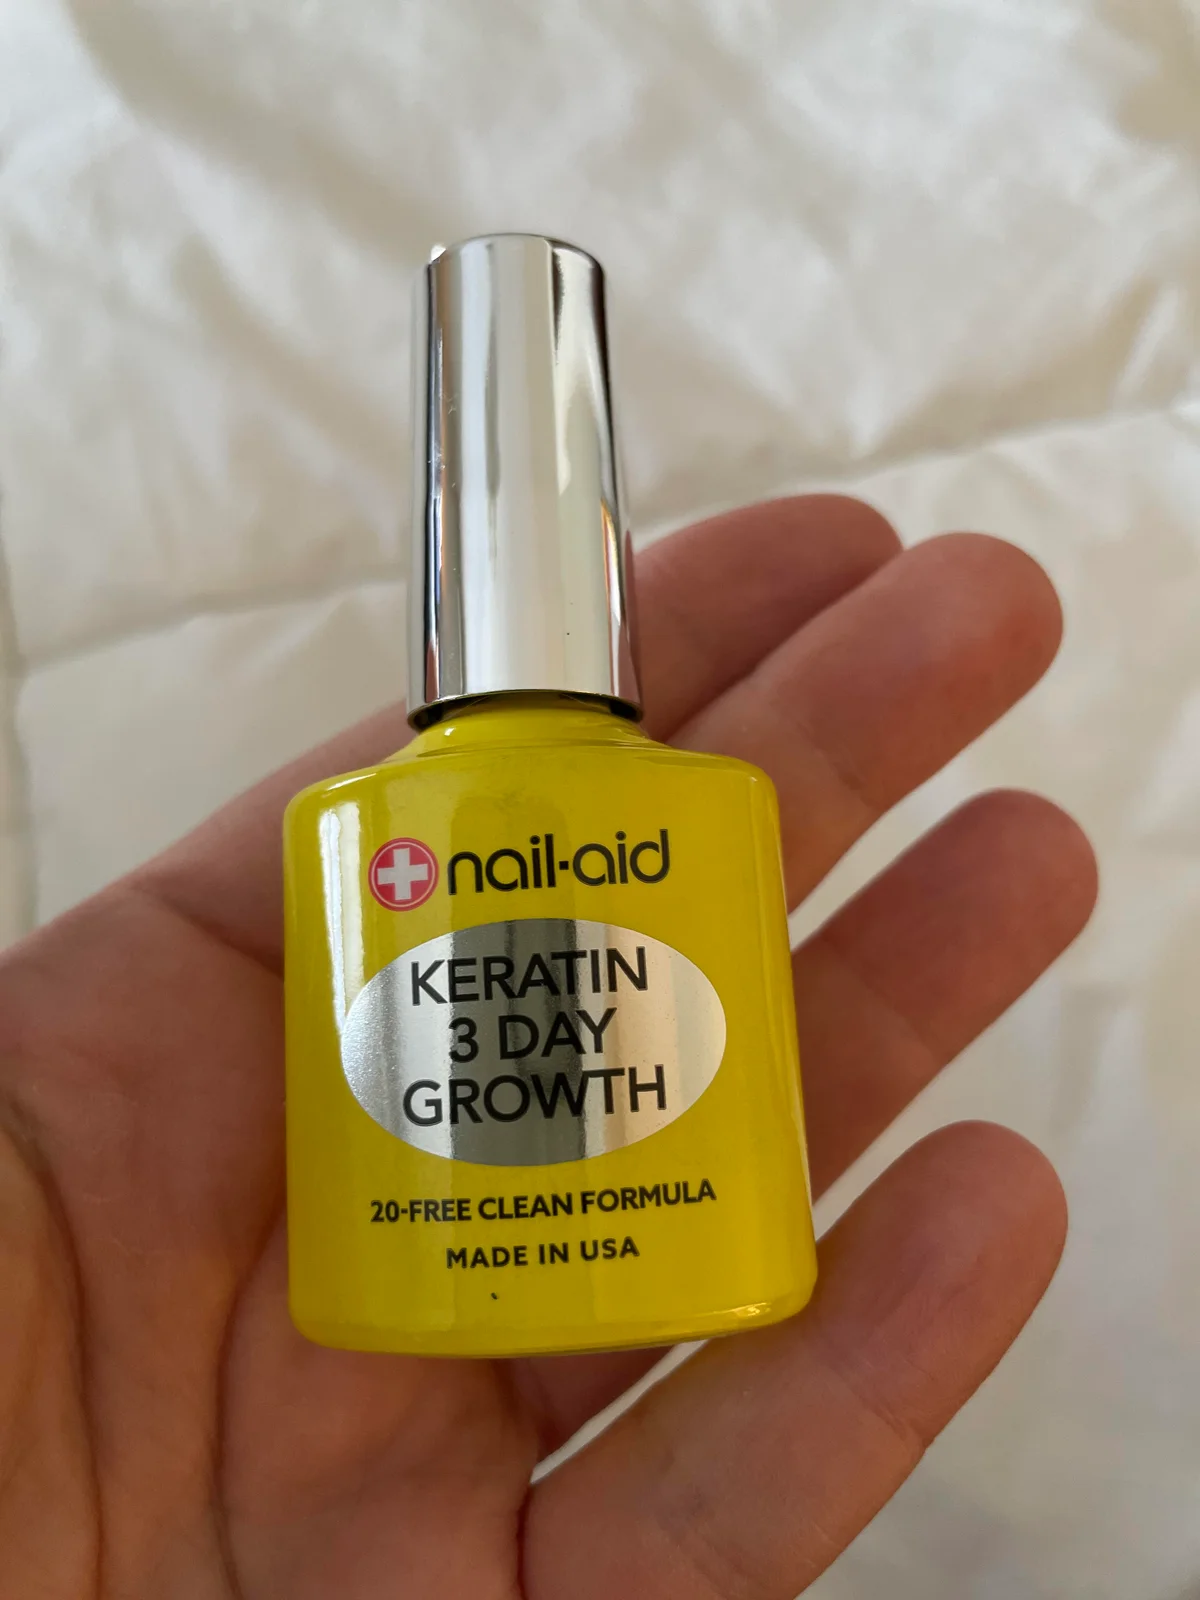 nail-aid
KERATIN
3 DAY
GROWTH
20-FREE CLEAN FORMULA
MADE IN USA